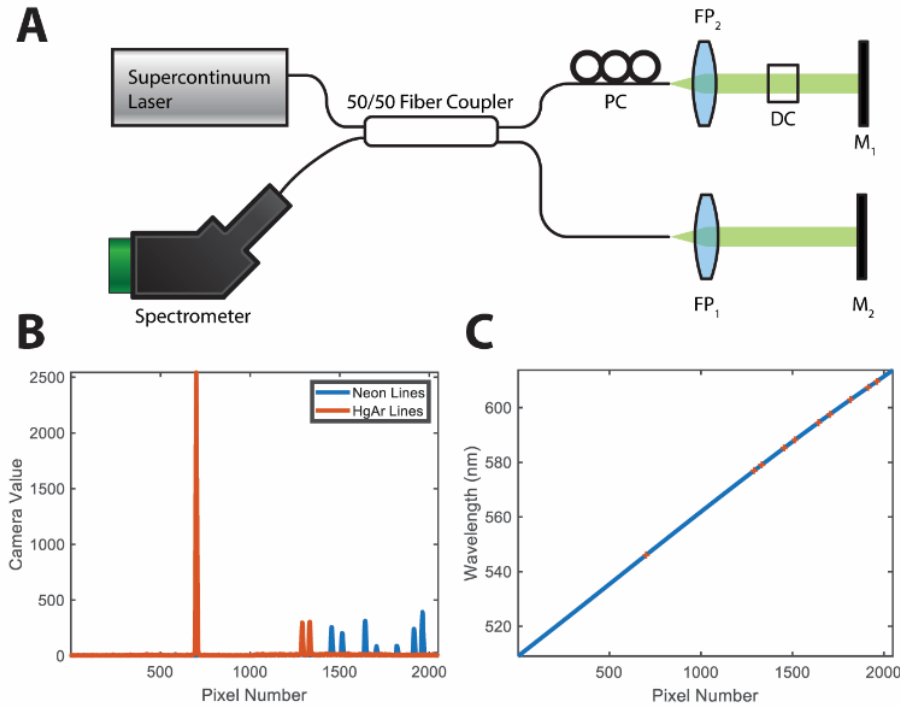 A
Supercontinuum
Laser
50/50 Fiber Coupler
PC
FP2
DC
M1
Spectrometer
FP1
M2
B
Camera Value
2500
2000
1500
1000
500
0
Neon Lines
HgAr Lines
500
1000
1500
2000
Pixel Number
C
Wavelength (nm)
600
580
560
540
520
500
1000
1500
2000
Pixel Number